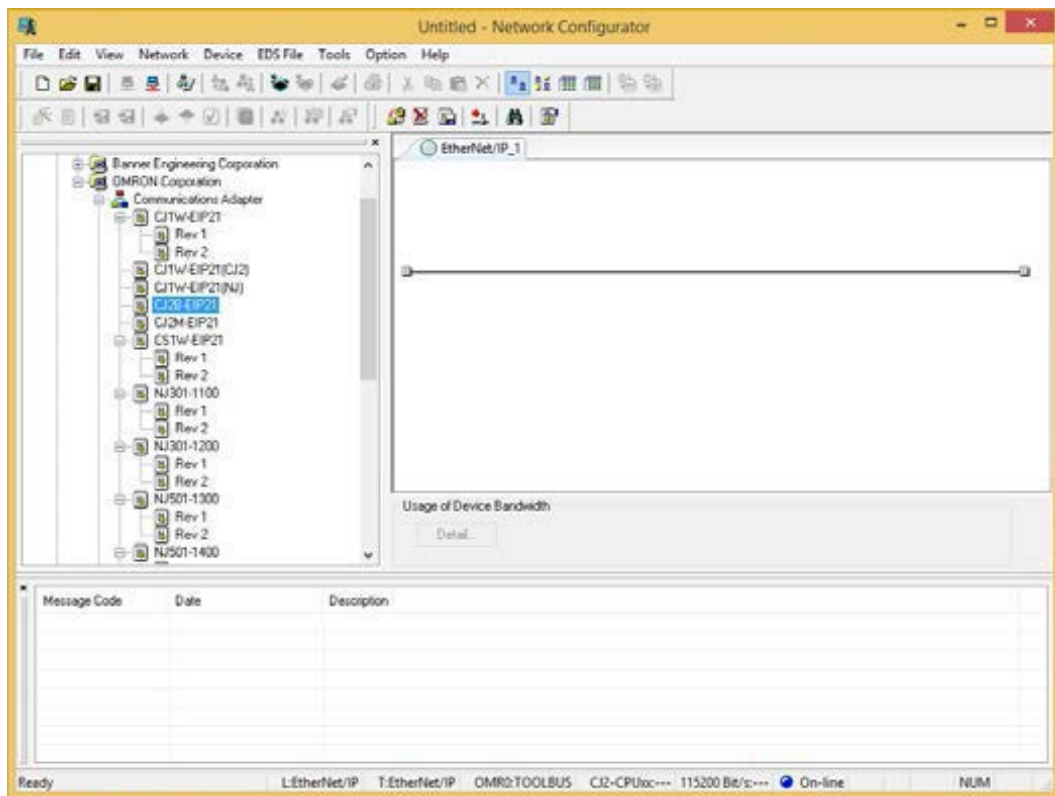 Untitled - Network Configurator
File Edit View Network Device EDS File Tools Option Help
EtherNet/IP_1
Banner Engineering Corporation
OMRON Corporation
Communications Adapter
CJ1W-EIP21
Rev 1
Rev 2
CJ1W-EIP21(CJ2)
CJ1W-EIP21(NJ)
CJ2B-EIP21
CJ2M-EIP21
CS1W-EIP21
Rev 1
Rev 2
NJ301-1100
Rev 1
Rev 2
NJ301-1200
Rev 1
Rev 2
NJ501-1300
Rev 1
Rev 2
NJ501-1400
Usage of Device Bandwidth
Detail...
Message Code Date Description
Ready L:EtherNet/IP T:EtherNet/IP OMR0:TOOLBUS CJ2-CPUxx:--- 115200 Bit/s:--- On-line NUM